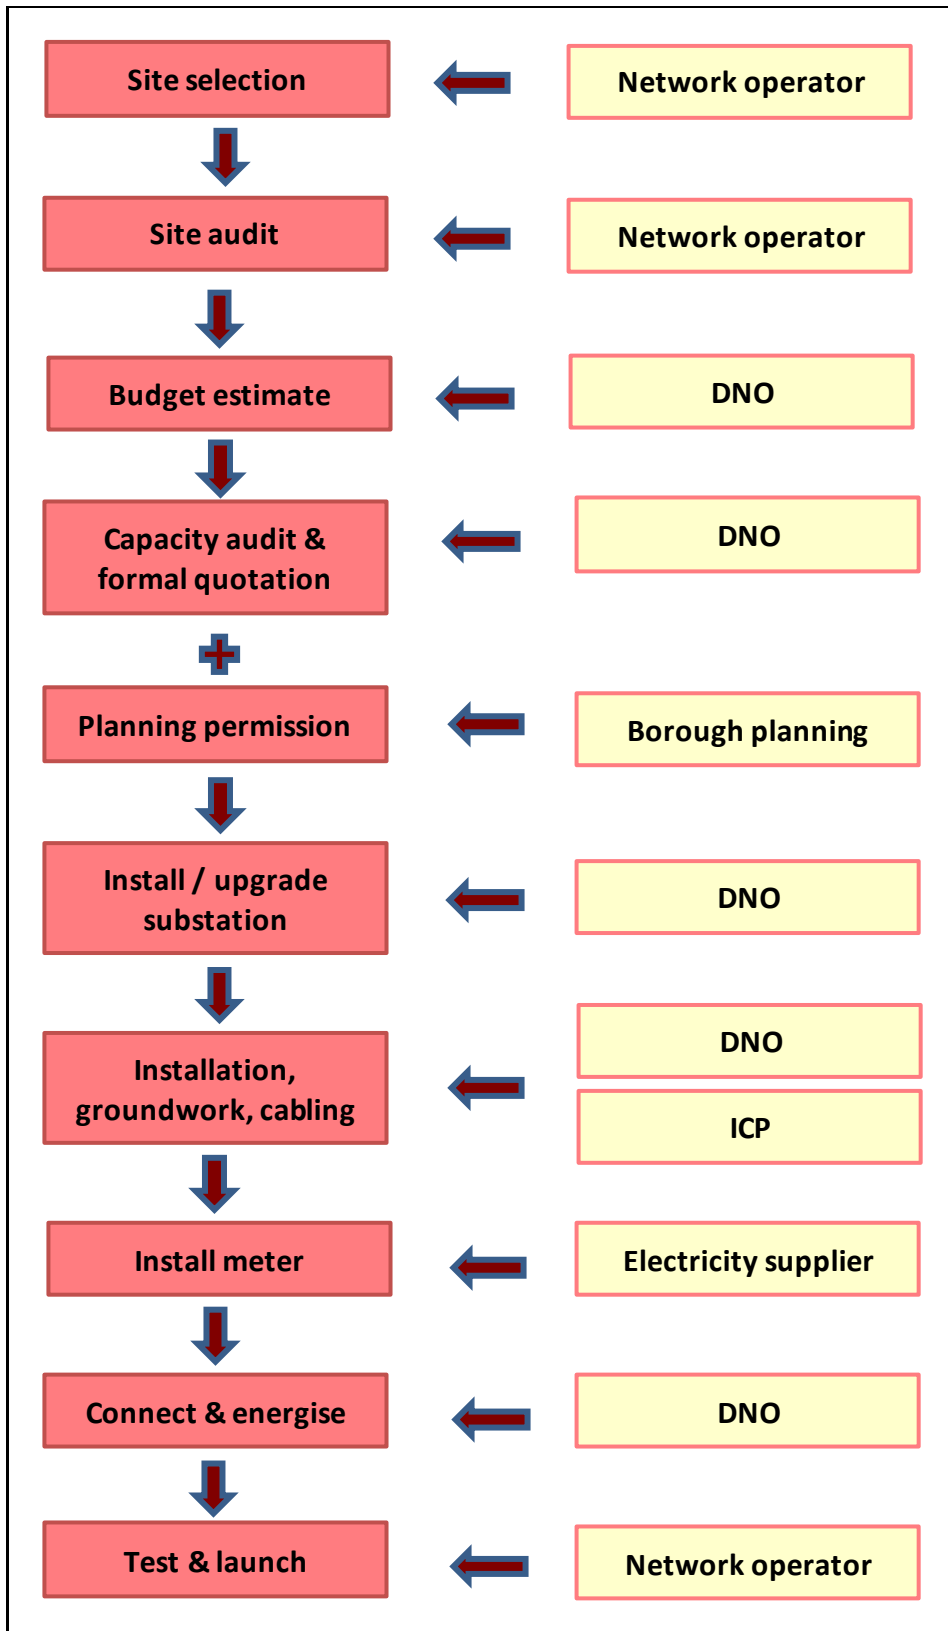 Site selection
Network operator
Site audit
Network operator
Budget estimate
DNO
Capacity audit &
formal quotation
DNO
Planning permission
Borough planning
Install / upgrade
substation
DNO
Installation,
groundwork, cabling
DNO
ICP
Install meter
Electricity supplier
Connect & energise
DNO
Test & launch
Network operator